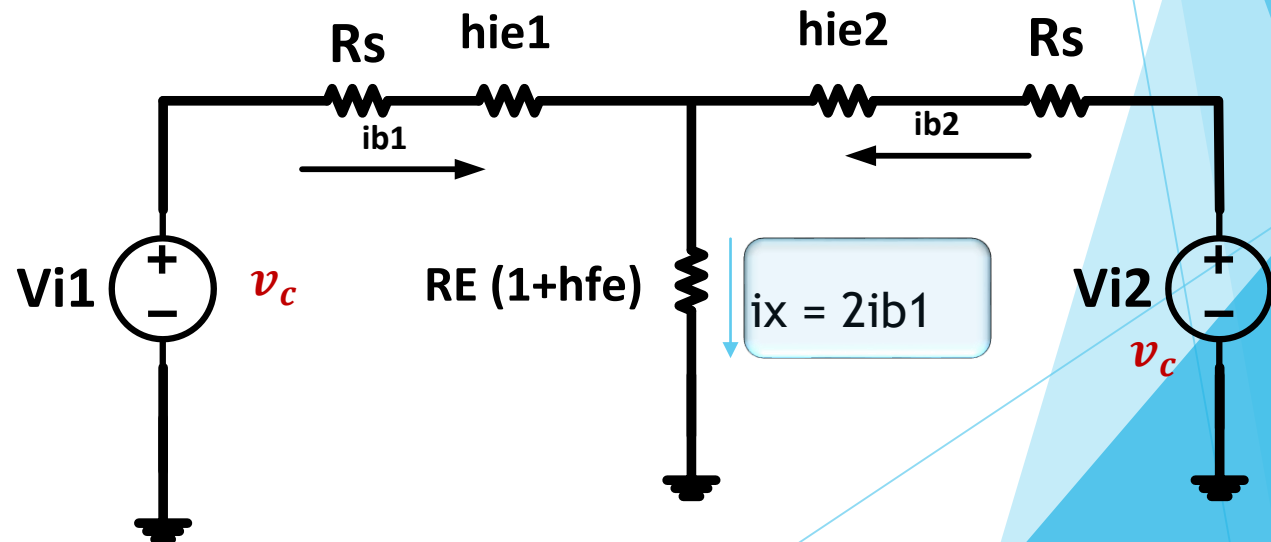 Rs
hie1
hie2
Rs
ib1
ib2
+
−
Vi1
v_c
RE (1+hfe)
ix = 2ib1
Vi2
+
−
v_c